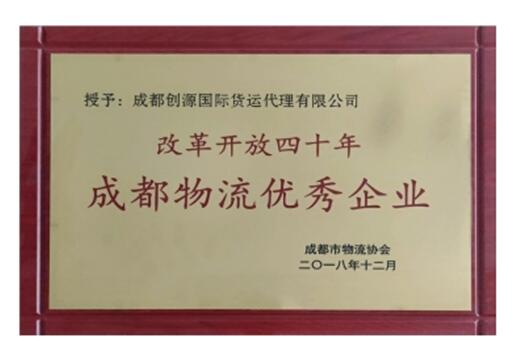 授予：成都创源国际货运代理有限公司
改革开放四十年
成都物流优秀企业
成都市物流协会
二〇一八年十二月